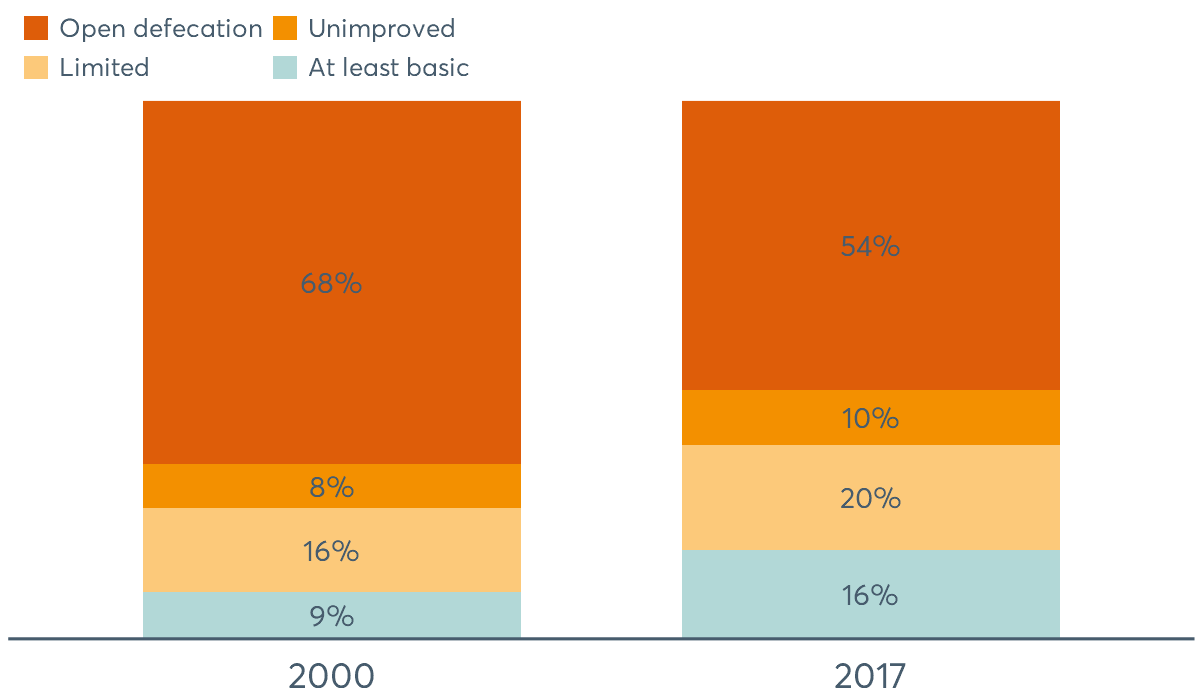 Open defecation Unimproved
Limited At least basic
68% 54%
8% 10%
16% 20%
9% 16%
2000 2017